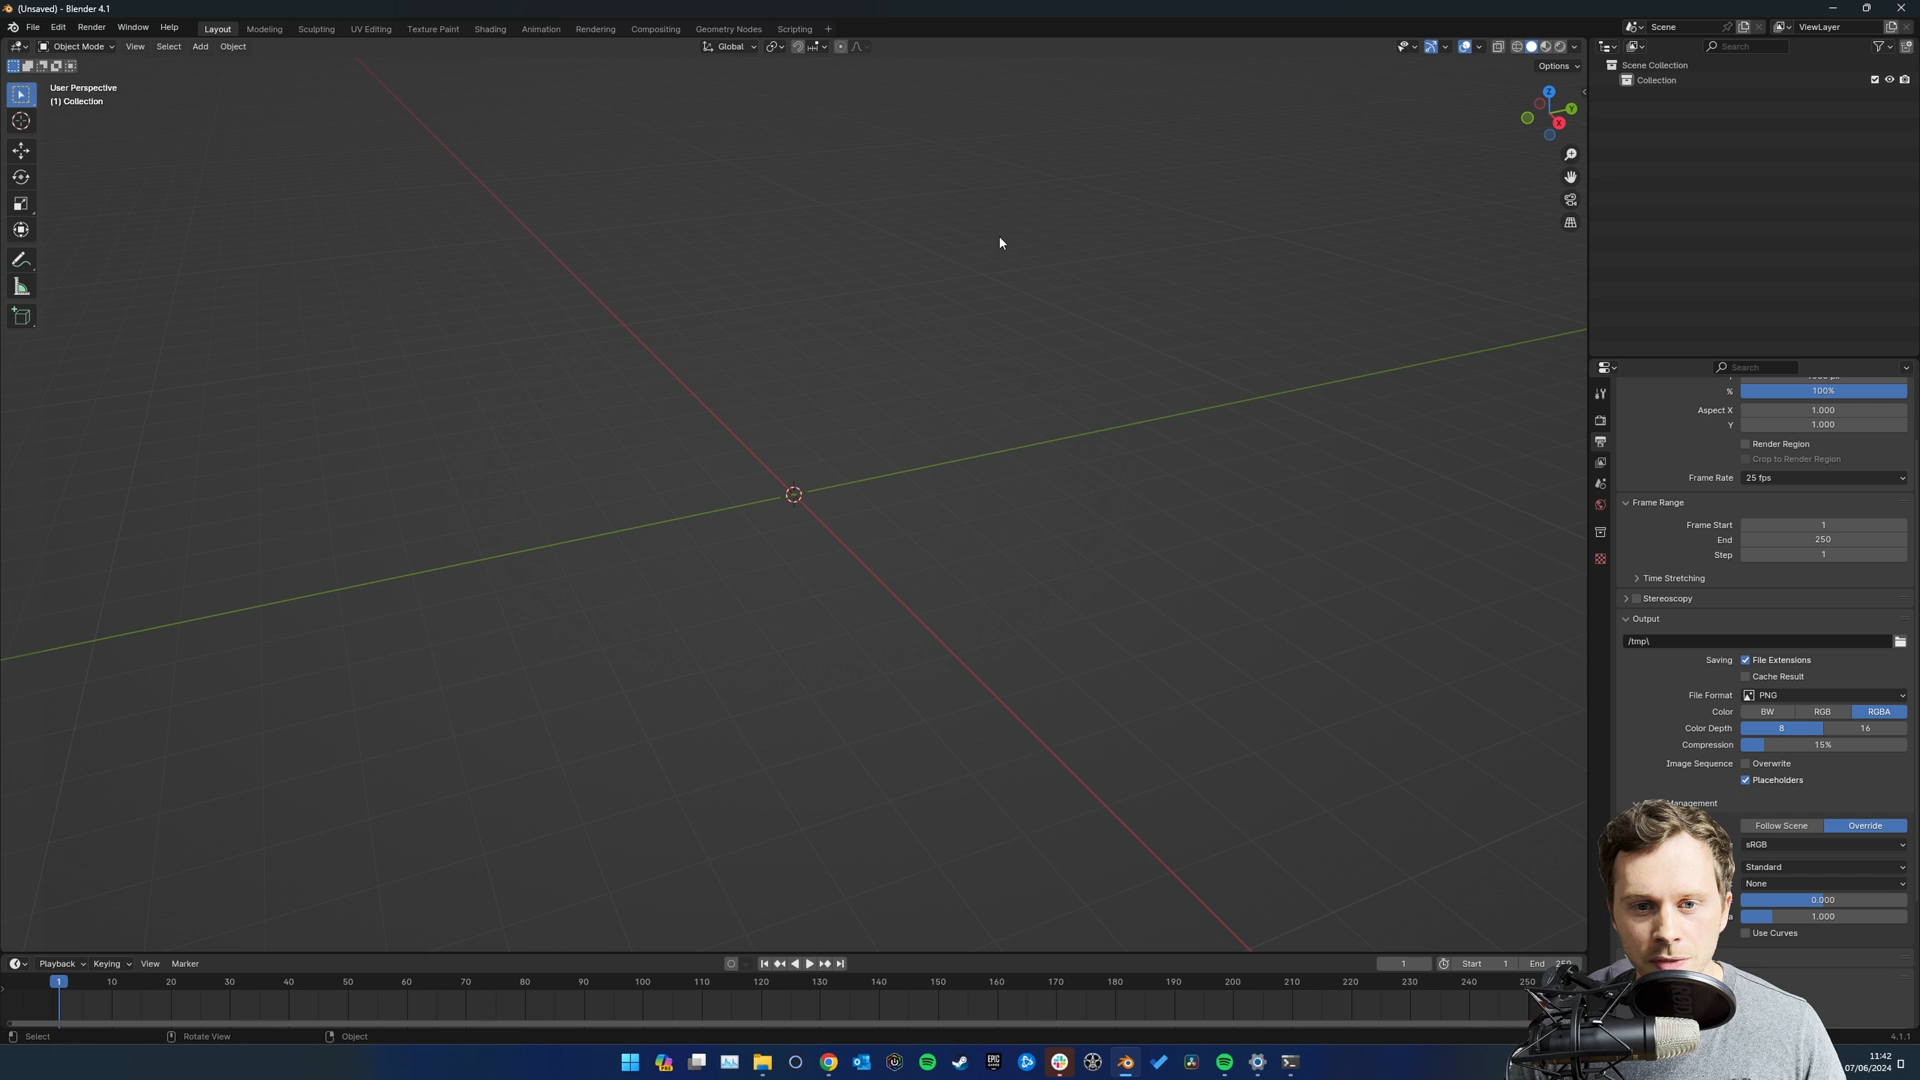 (Unsaved) - Blender 4.1
File Edit Render Window Help Layout Modeling Sculpting UV Editing Texture Paint Shading Animation Rendering Compositing Geometry Nodes Scripting + Scene ViewLayer
Object Mode View Select Add Object Global Search
Options
User Perspective
(1) Collection
Z
Y
X
Scene Collection
Collection
Search
% 100%
Aspect X 1.000
Y 1.000
Render Region
Crop to Render Region
Frame Rate 25 fps
Frame Range
Frame Start 1
End 250
Step 1
Time Stretching
Stereoscopy
Output
/tmp\
Saving File Extensions
Cache Result
File Format PNG
Color BW RGB RGBA
Color Depth 8 16
Compression 15%
Image Sequence Overwrite
Placeholders
Management
Follow Scene Override
sRGB
Standard
None
0.000
1.000
Use Curves
Playback Keying View Marker 1 Start 1 End
1 10 20 30 40 50 60 70 80 90 100 110 120 130 140 150 160 170 180 190 200 210 220 230 240 250
Select Rotate View Object 4.1.1
11:42
07/06/2024